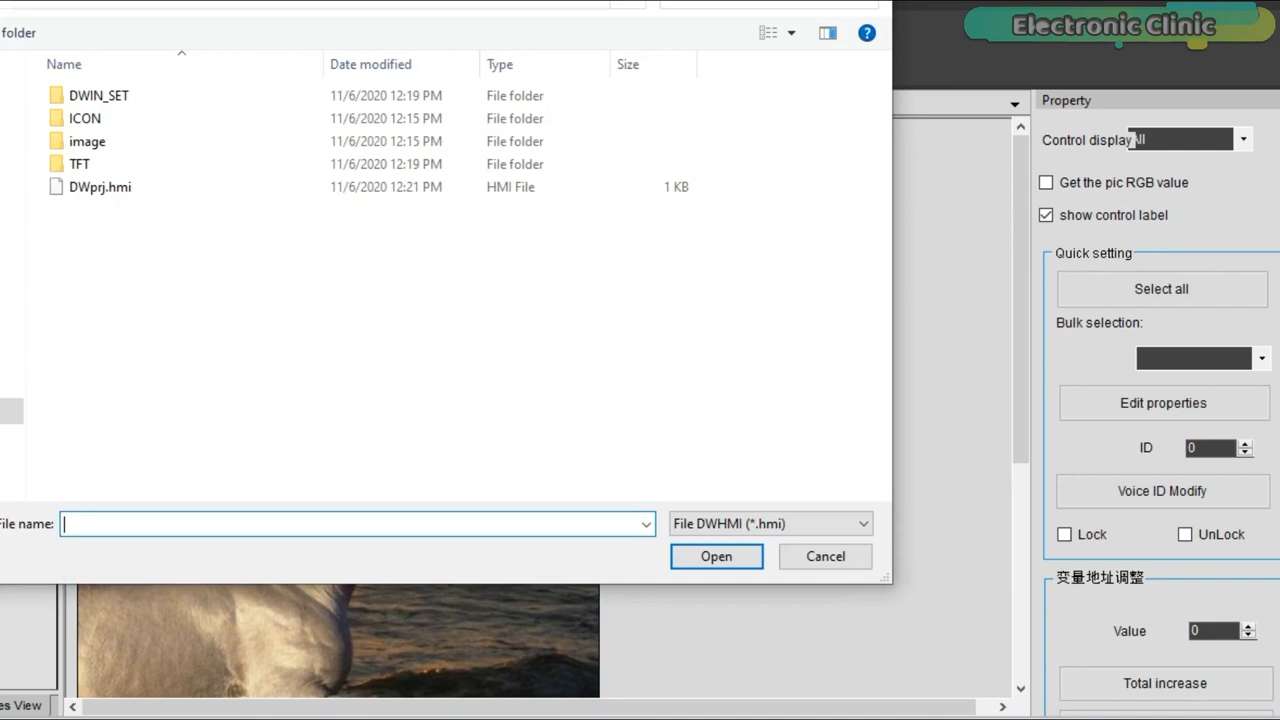 Electronic Clinic
folder
Name Date modified Type Size
DWIN_SET 11/6/2020 12:19 PM File folder
ICON 11/6/2020 12:15 PM File folder
image 11/6/2020 12:15 PM File folder
TFT 11/6/2020 12:19 PM File folder
DWprj.hmi 11/6/2020 12:21 PM HMI File 1 KB
File name: File DWHMI (*.hmi)
Open Cancel
es View
Property
Control display All
Get the pic RGB value
show control label
Quick setting
Select all
Bulk selection:
Edit properties
ID 0
Voice ID Modify
Lock UnLock
变量地址调整
Value 0
Total increase